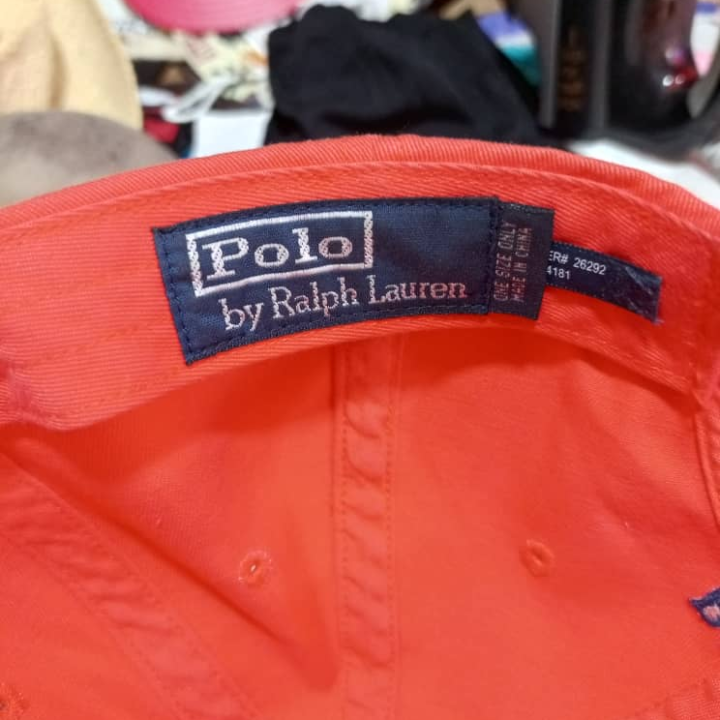 Polo
by Ralph Lauren
ONE SIZE ONLY
MADE IN CHINA
ER# 26292
4181